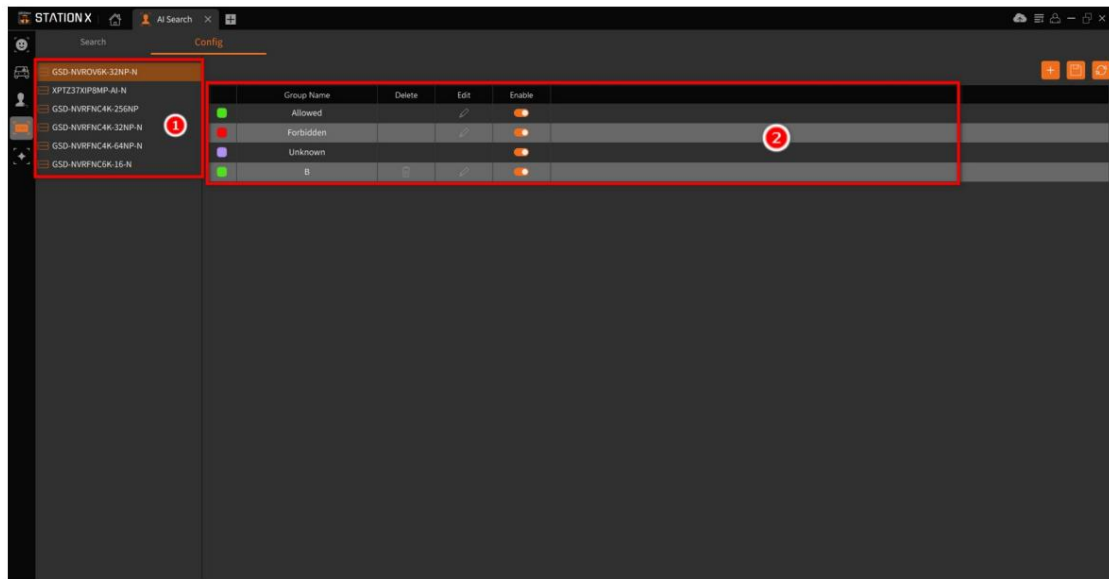 STATION X
AI Search
Search
Config
GSD-NVROV6K-32NP-N
XPTZ37XIP8MP-AI-N
GSD-NVRFNC4K-256NP
GSD-NVRFNC4K-32NP-N
GSD-NVRFNC4K-64NP-N
GSD-NVRFNC6K-16-N
1
Group Name Delete Edit Enable
Allowed
Forbidden
Unknown
B
2